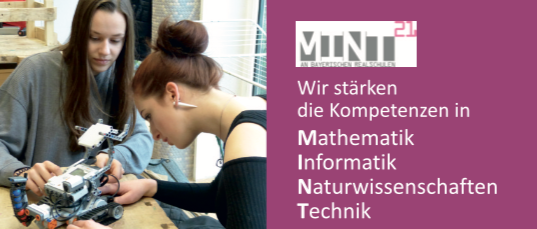 MINT 21
AN BAYERISCHEN REALSCHULEN
Wir stärken
die Kompetenzen in
Mathematik
Informatik
Naturwissenschaften
Technik